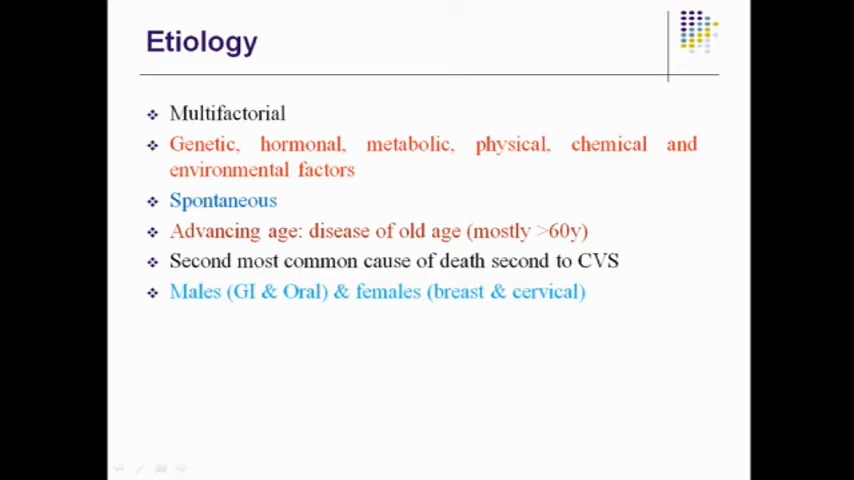 Etiology
Multifactorial
Genetic, hormonal, metabolic, physical, chemical and
environmental factors
Spontaneous
Advancing age: disease of old age (mostly >60y)
Second most common cause of death second to CVS
Males (GI & Oral) & females (breast & cervical)